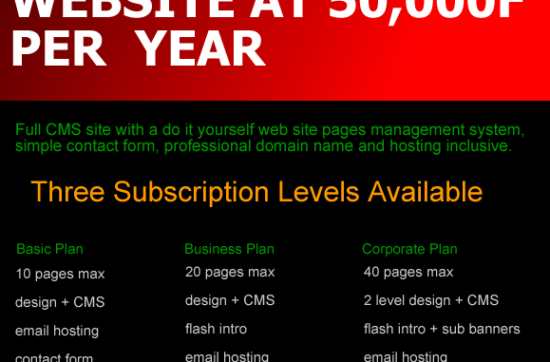 WEBSITE AT 50,000F
PER YEAR
Full CMS site with a do it yourself web site pages management system,
simple contact form, professional domain name and hosting inclusive.
Three Subscription Levels Available
Basic Plan
10 pages max
design + CMS
email hosting
contact form
Business Plan
20 pages max
design + CMS
flash intro
email hosting
Corporate Plan
40 pages max
2 level design + CMS
flash intro + sub banners
email hosting